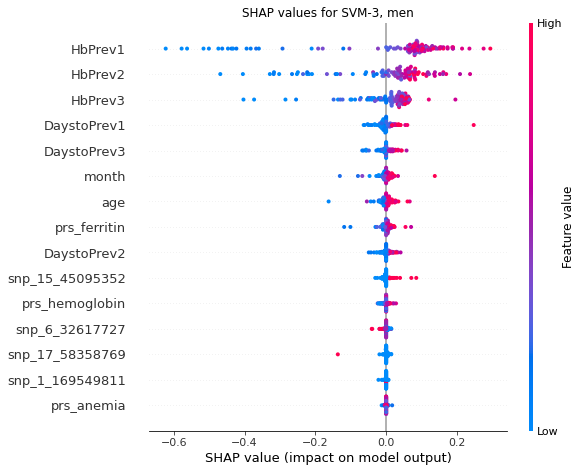 SHAP values for SVM-3, men
High
HbPrev1
HbPrev2
HbPrev3
DaystoPrev1
DaystoPrev3
month
age
prs_ferritin
DaystoPrev2
snp_15_45095352
prs_hemoglobin
snp_6_32617727
snp_17_58358769
snp_1_169549811
prs_anemia
Feature value
Low
−0.6 −0.4 −0.2 0.0 0.2
SHAP value (impact on model output)